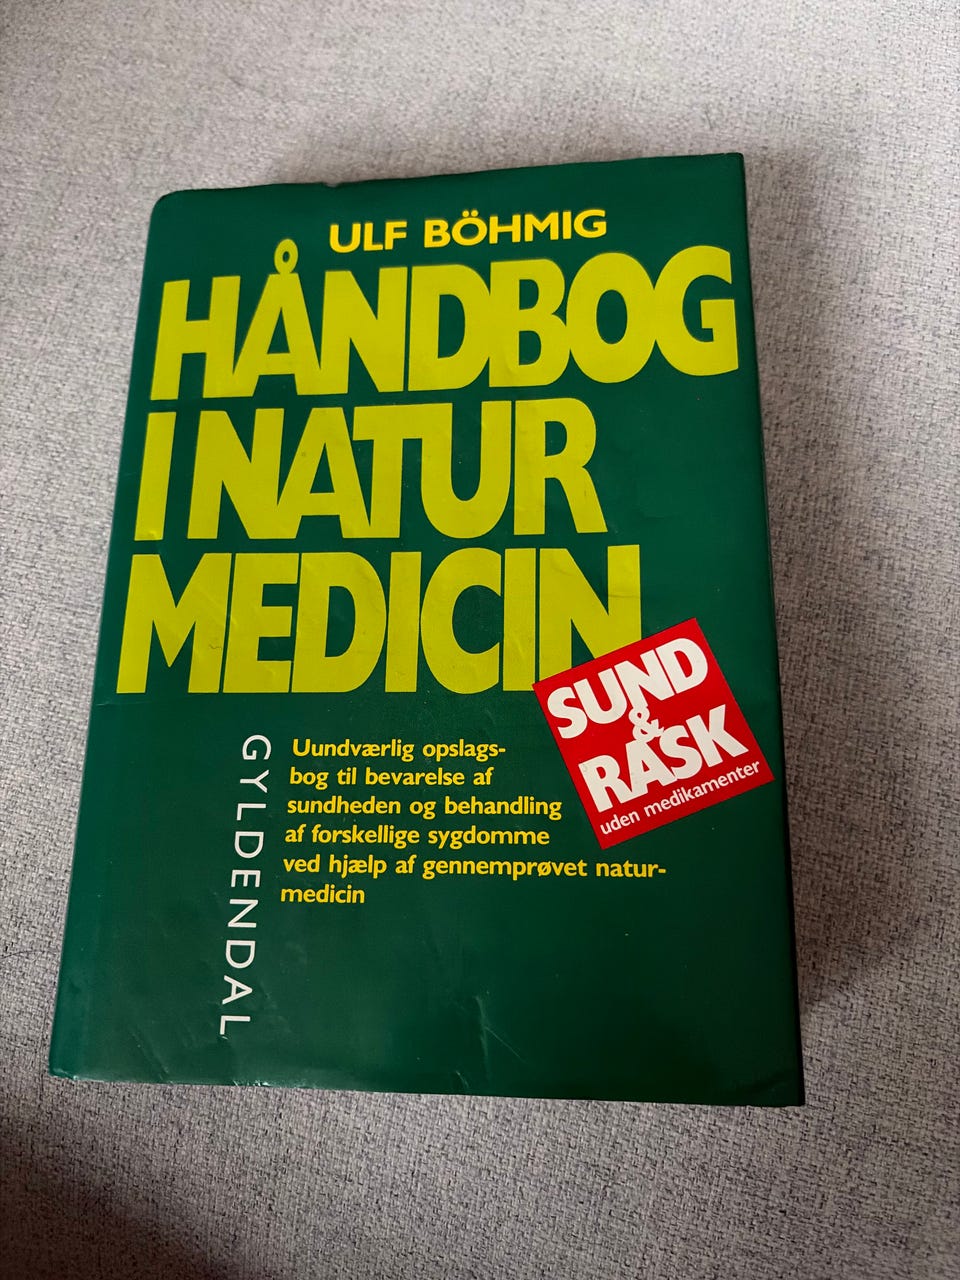 ULF BÖHMIG
HÅNDBOG
I NATUR
MEDICIN
SUND
&
RASK
uden medikamenter
GYLDENDAL
Uundværlig opslags-
bog til bevarelse af
sundheden og behandling
af forskellige sygdomme
ved hjælp af gennemprøvet natur-
medicin